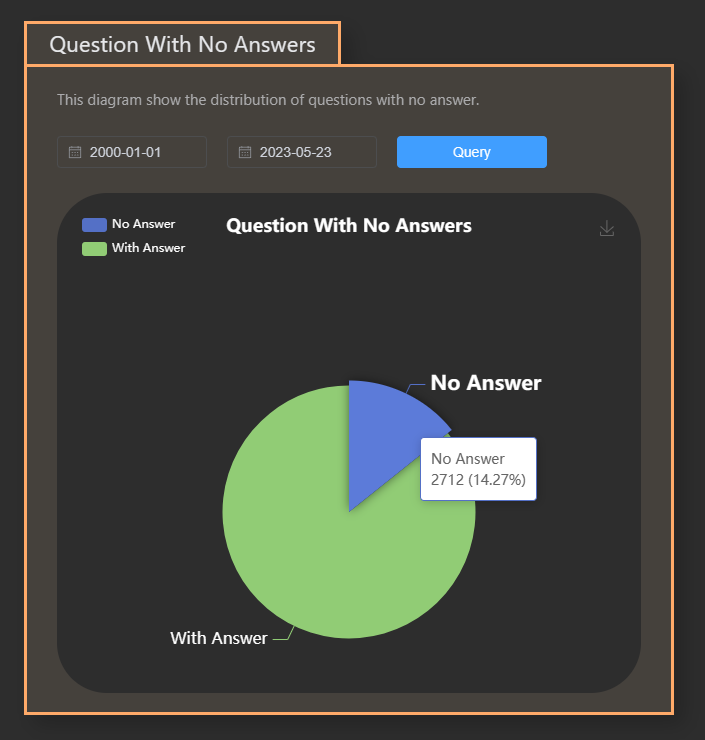 Question With No Answers
This diagram show the distribution of questions with no answer.
2000-01-01 2023-05-23 Query
No Answer
With Answer
Question With No Answers
No Answer
No Answer
2712 (14.27%)
With Answer